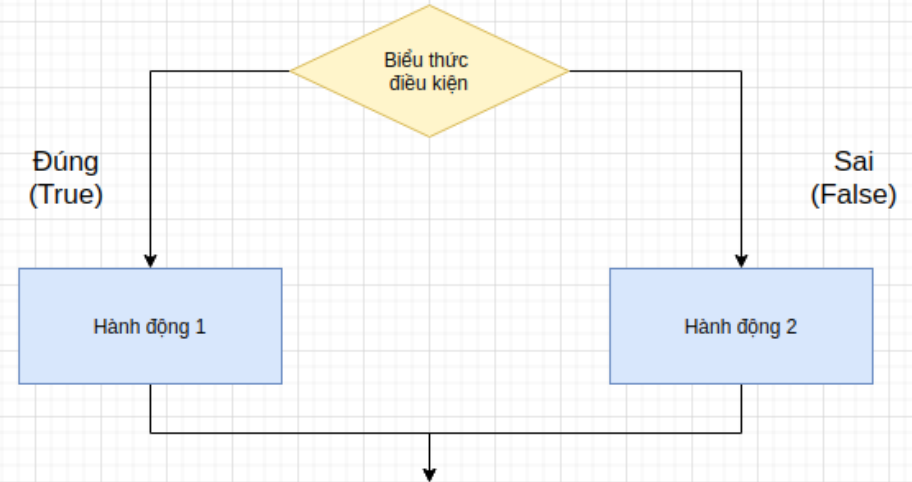 Biểu thức
điều kiện
Đúng
(True)
Sai
(False)
Hành động 1
Hành động 2